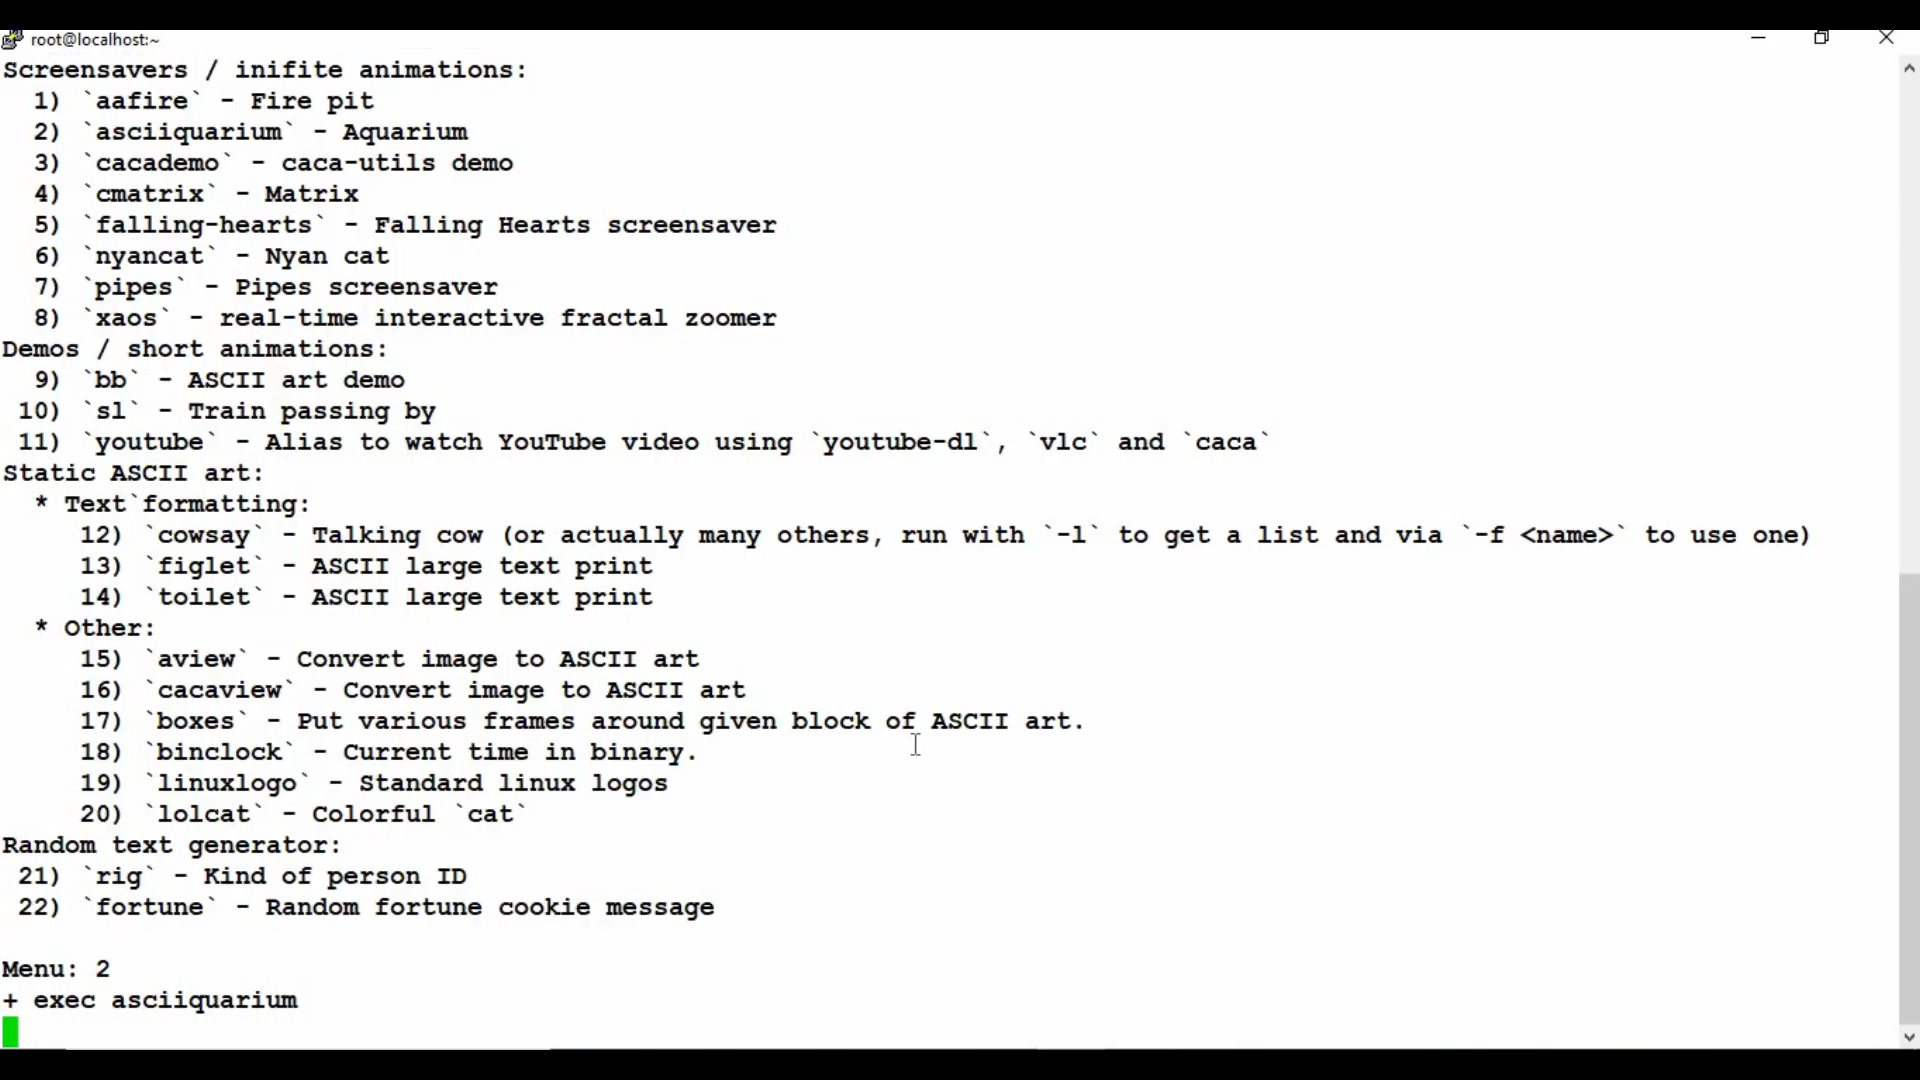 root@localhost:~
Screensavers / inifite animations:
1) `aafire` - Fire pit
2) `asciiquarium` - Aquarium
3) `cacademo` - caca-utils demo
4) `cmatrix` - Matrix
5) `falling-hearts` - Falling Hearts screensaver
6) `nyancat` - Nyan cat
7) `pipes` - Pipes screensaver
8) `xaos` - real-time interactive fractal zoomer
Demos / short animations:
9) `bb` - ASCII art demo
10) `sl` - Train passing by
11) `youtube` - Alias to watch YouTube video using `youtube-dl`, `vlc` and `caca`
Static ASCII art:
* Text`formatting:
12) `cowsay` - Talking cow (or actually many others, run with `-l` to get a list and via `-f <name>` to use one)
13) `figlet` - ASCII large text print
14) `toilet` - ASCII large text print
* Other:
15) `aview` - Convert image to ASCII art
16) `cacaview` - Convert image to ASCII art
17) `boxes` - Put various frames around given block of ASCII art.
18) `binclock` - Current time in binary.
19) `linuxlogo` - Standard linux logos
20) `lolcat` - Colorful `cat`
Random text generator:
21) `rig` - Kind of person ID
22) `fortune` - Random fortune cookie message
Menu: 2
+ exec asciiquarium